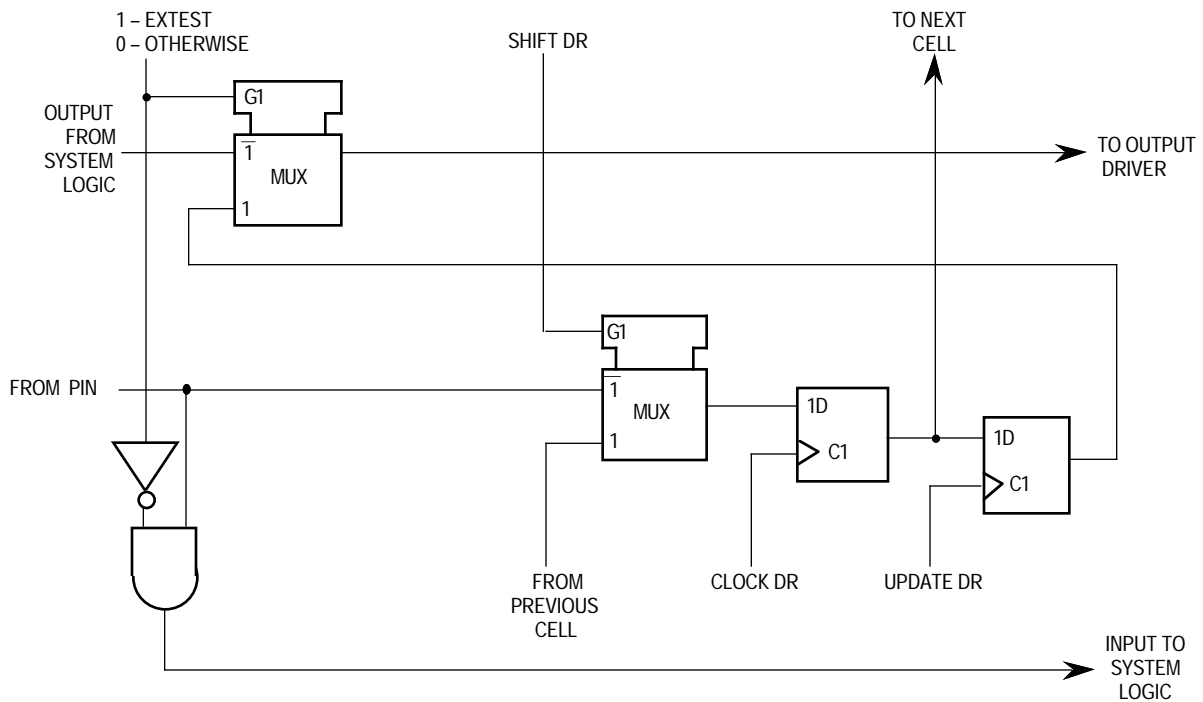 1 – EXTEST
0 – OTHERWISE
SHIFT DR
TO NEXT
CELL
G1
OUTPUT
FROM
SYSTEM
LOGIC
1
MUX
1
TO OUTPUT
DRIVER
G1
FROM PIN
1
MUX
1
1D
C1
1D
C1
FROM
PREVIOUS
CELL
CLOCK DR
UPDATE DR
INPUT TO
SYSTEM
LOGIC